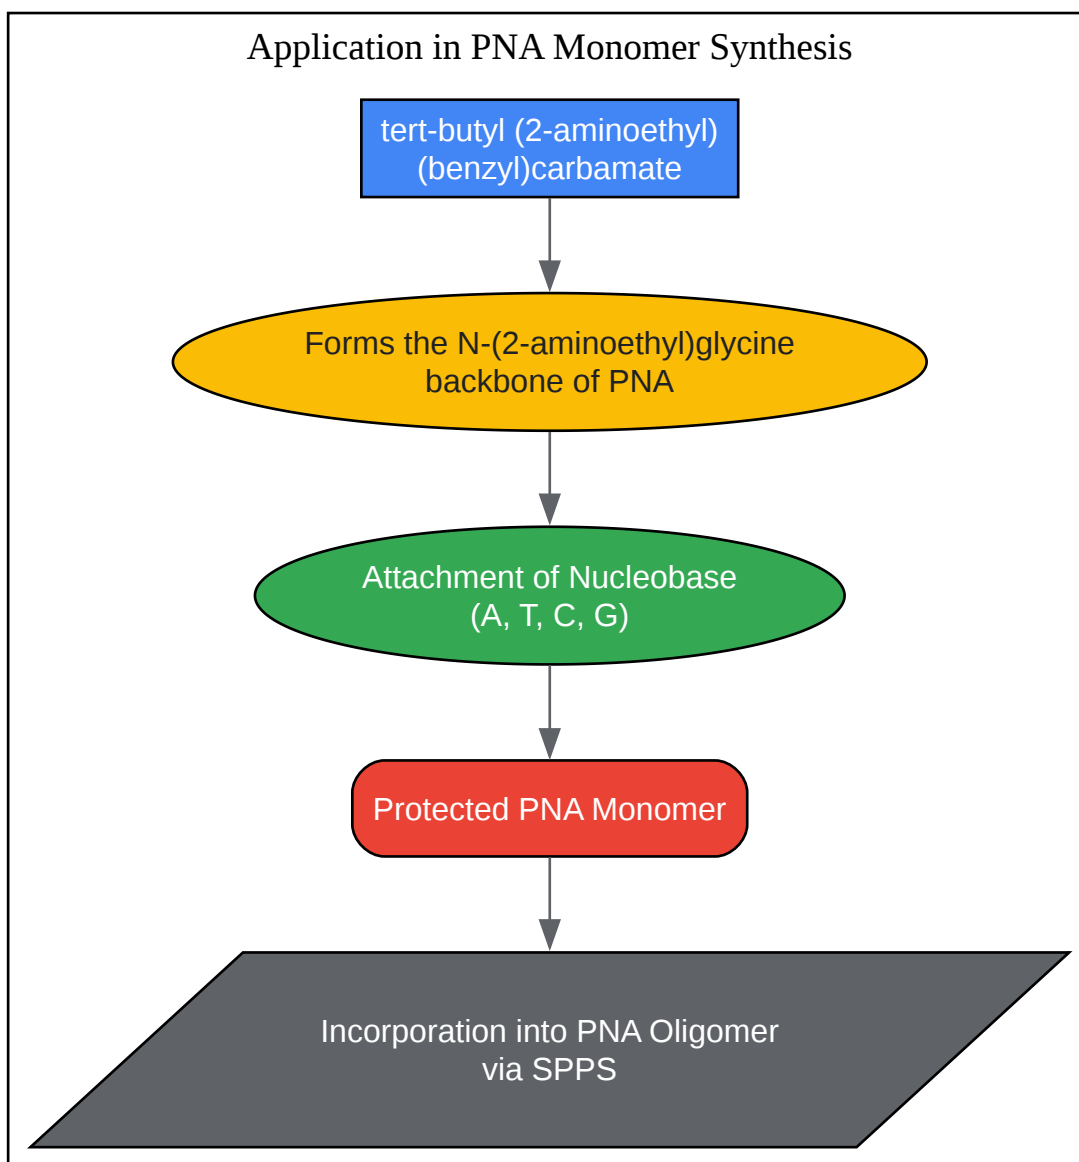 Application in PNA Monomer Synthesis
tert-butyl (2-aminoethyl)
(benzyl)carbamate
Forms the N-(2-aminoethyl)glycine
backbone of PNA
Attachment of Nucleobase
(A, T, C, G)
Protected PNA Monomer
Incorporation into PNA Oligomer
via SPPS